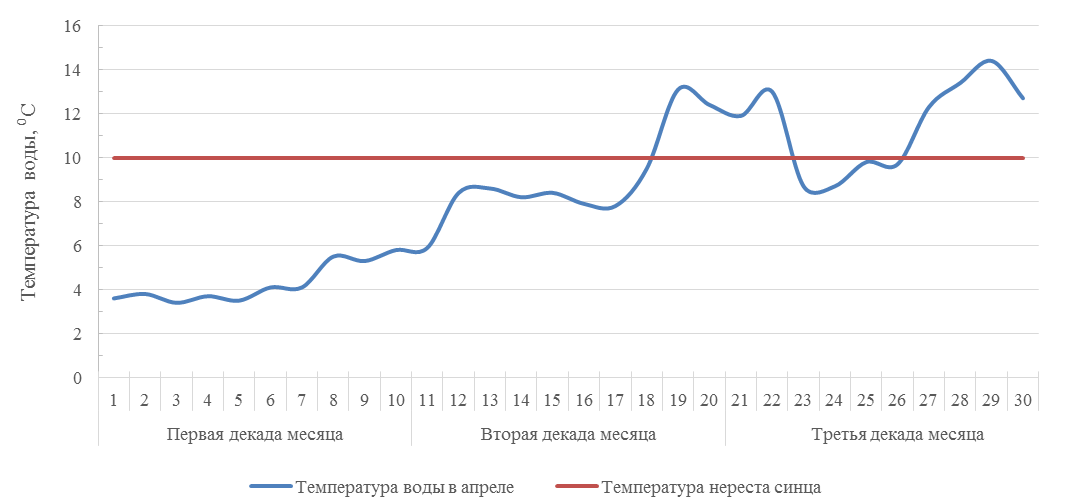 Температура воды, ⁰С
16
14
12
10
8
6
4
2
0
1 2 3 4 5 6 7 8 9 10 11 12 13 14 15 16 17 18 19 20 21 22 23 24 25 26 27 28 29 30
Первая декада месяца Вторая декада месяца Третья декада месяца
Температура воды в апреле Температура нереста синца